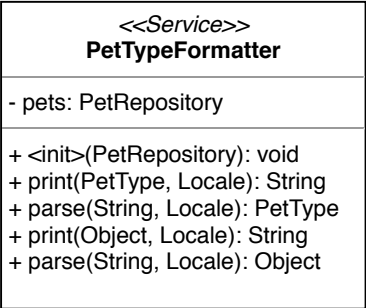 <<Service>>
PetTypeFormatter
- pets: PetRepository
+ <init>(PetRepository): void
+ print(PetType, Locale): String
+ parse(String, Locale): PetType
+ print(Object, Locale): String
+ parse(String, Locale): Object